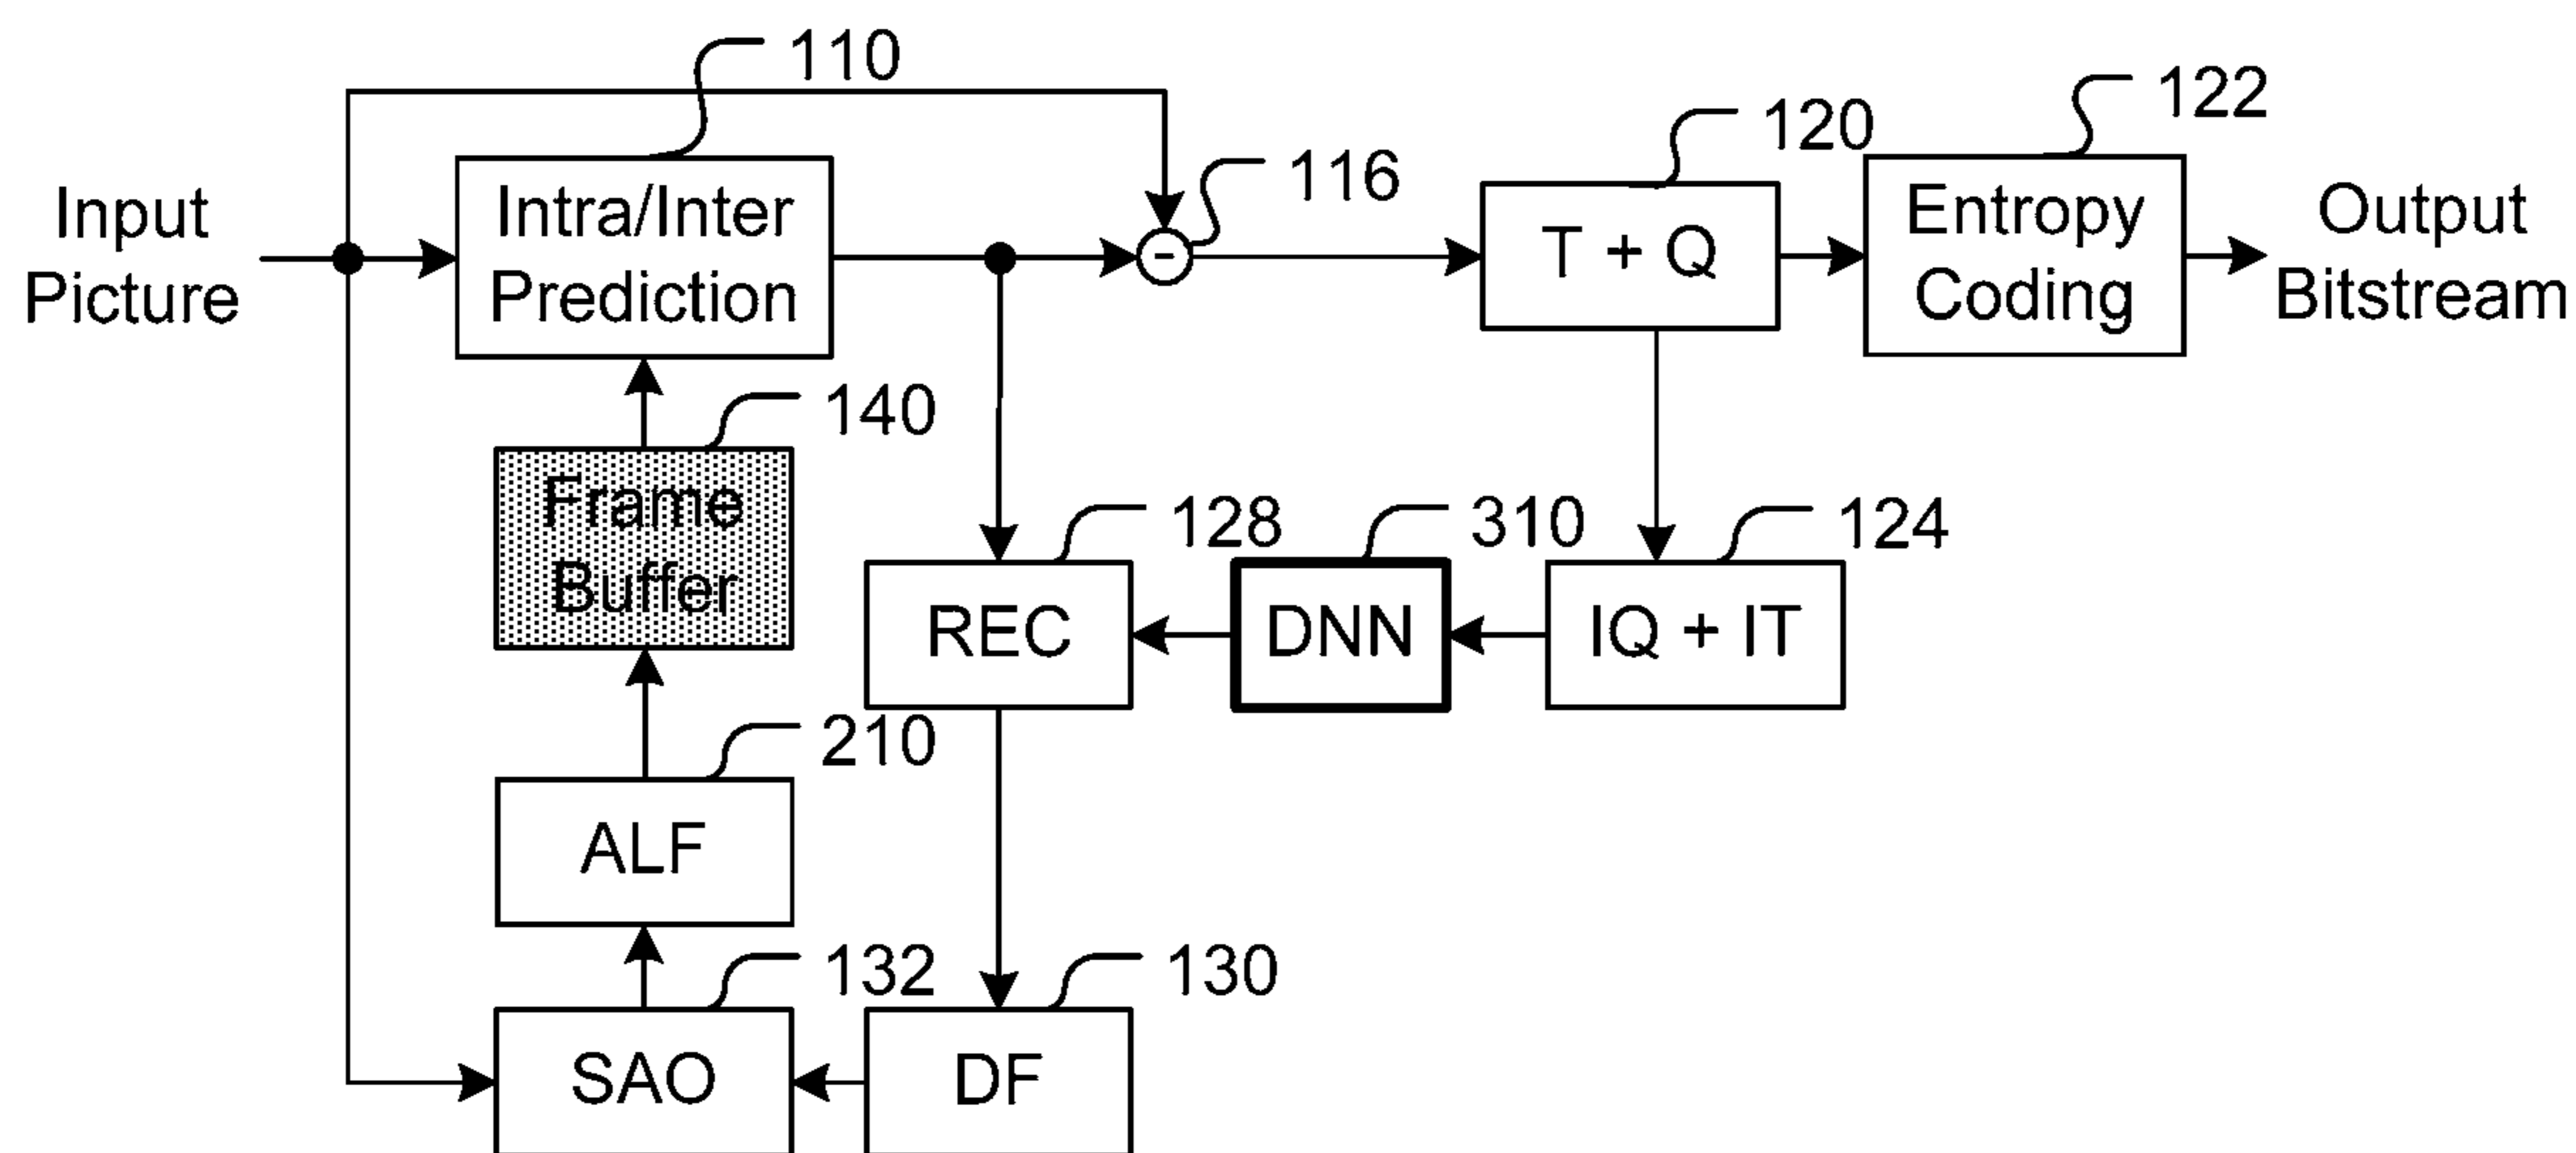 110
122
120
116
Input
Picture
Intra/Inter
Prediction
-
T + Q
Entropy
Coding
Output
Bitstream
140
Frame
Buffer
128
310
124
REC
DNN
IQ + IT
210
ALF
132
130
SAO
DF